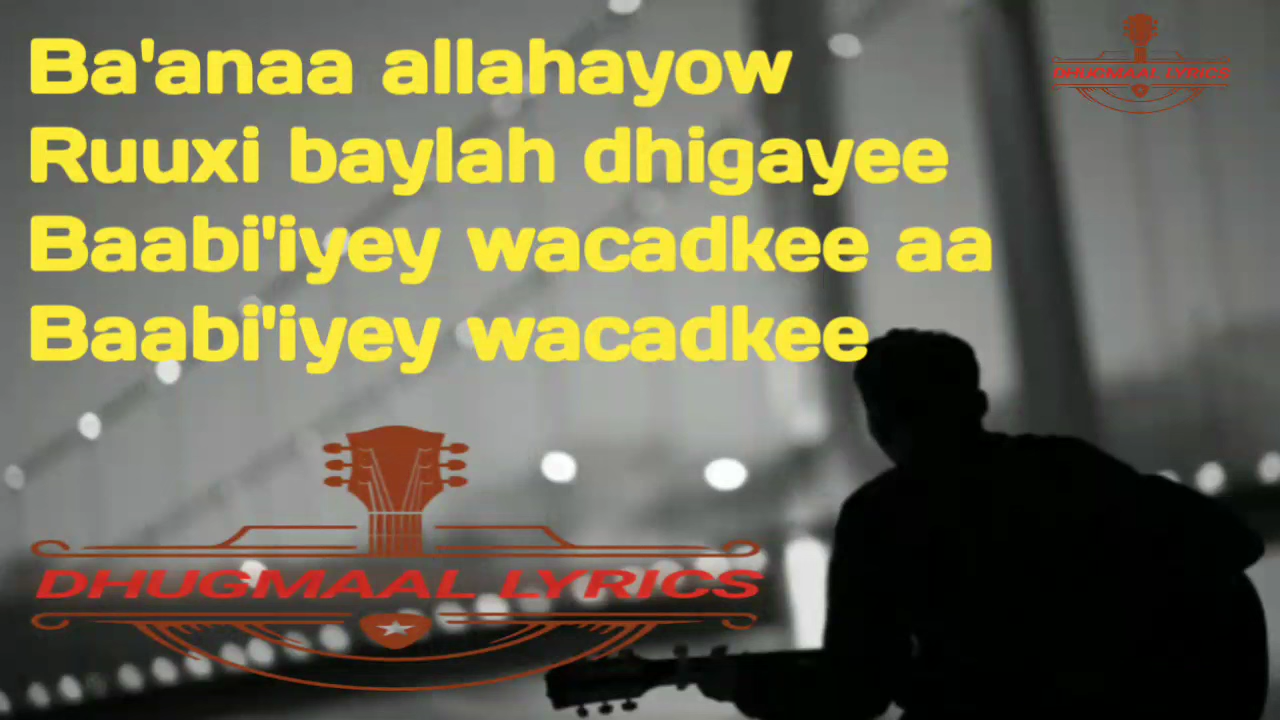 Ba'anaa allahayow
Ruuxi baylah dhigayee
Baabi'iyey wacadkee aa
Baabi'iyey wacadkee
DHUGMAAL LYRICS
DHUGMAAL LYRICS